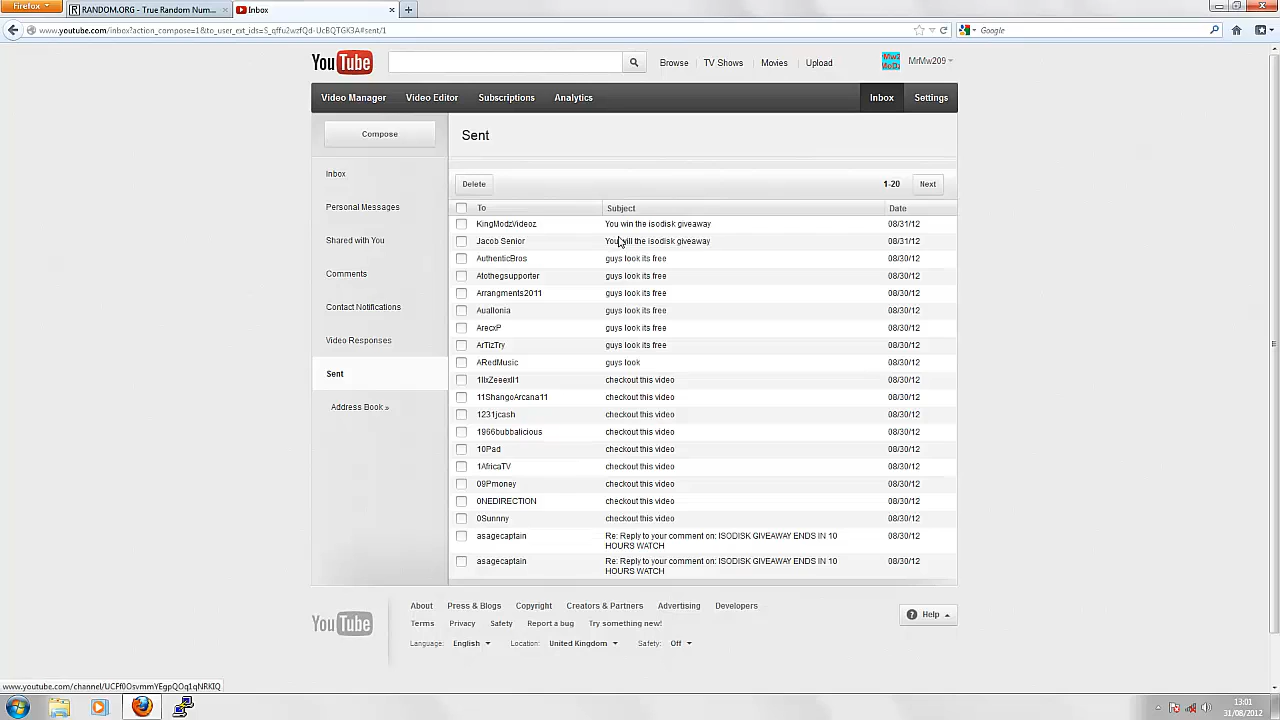 Firefox
RANDOM.ORG - True Random Num...
Inbox
www.youtube.com/inbox?action_compose=1&to_user_ext_ids=S_qffu2wzfQd-UcBQTGK3A#sent/1
Google
YouTube
Browse
TV Shows
Movies
Upload
MrMw209
Video Manager
Video Editor
Subscriptions
Analytics
Inbox
Settings
Compose
Sent
Inbox
Personal Messages
Shared with You
Comments
Contact Notifications
Video Responses
Sent
Address Book »
Delete
1-20
Next
To Subject Date
KingModzVideoz You win the isodisk giveaway 08/31/12
Jacob Senior 08/31/12
AuthenticBros guys look its free 08/30/12
Atothegsupporter guys look its free 08/30/12
Arrangments2011 guys look its free 08/30/12
Auallonia guys look its free 08/30/12
ArecxP guys look its free 08/30/12
ArTizTry guys look its free 08/30/12
ARedMusic guys look 08/30/12
checkout this video 08/30/12
11ShangoArcana11 checkout this video 08/30/12
1231jcash checkout this video 08/30/12
1966bubbalicious checkout this video 08/30/12
10Pad checkout this video 08/30/12
1AfricaTV checkout this video 08/30/12
09Pmoney checkout this video 08/30/12
0NEDIRECTION checkout this video 08/30/12
0Sunnny checkout this video 08/30/12
asagecaptain Re: Reply to your comment on: ISODISK GIVEAWAY ENDS IN 10 08/30/12
HOURS WATCH
asagecaptain Re: Reply to your comment on: ISODISK GIVEAWAY ENDS IN 10 08/30/12
HOURS WATCH
YouTube
About Press & Blogs Copyright Creators & Partners Advertising Developers
Terms Privacy Safety Report a bug Try something new!
Language: English Location: United Kingdom Safety: Off
Help
www.youtube.com/channel/UCFf0OsvmmYEgpQOq1qNRKIQ
13:01
31/08/2012